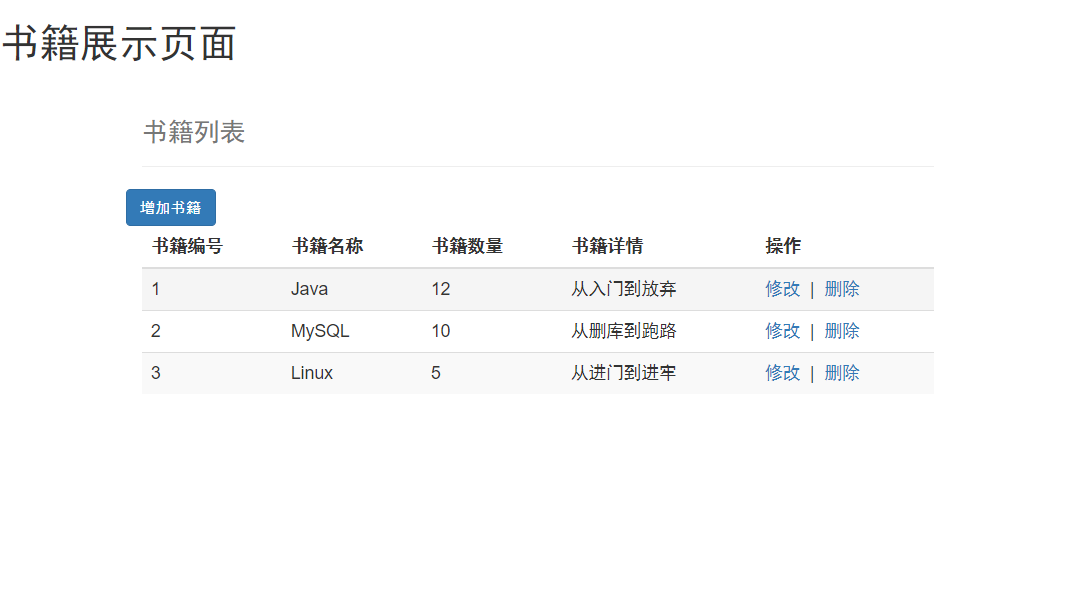 书籍展示页面
书籍列表
增加书籍
书籍编号 书籍名称 书籍数量 书籍详情 操作
1 Java 12 从入门到放弃 修改 | 删除
2 MySQL 10 从删库到跑路 修改 | 删除
3 Linux 5 从进门到进牢 修改 | 删除